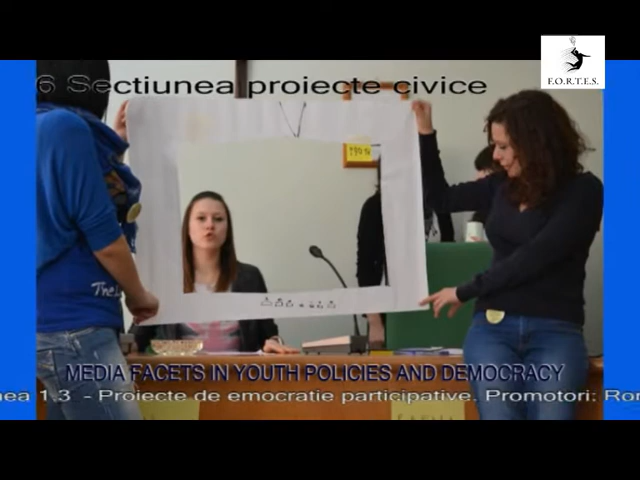 F.O.R.T.E.S.
6 Sectiunea proiecte civice
MEDIA FACETS IN YOUTH POLICIES AND DEMOCRACY
nea 1.3 - Proiecte de emocratie participative. Promotori: Ron